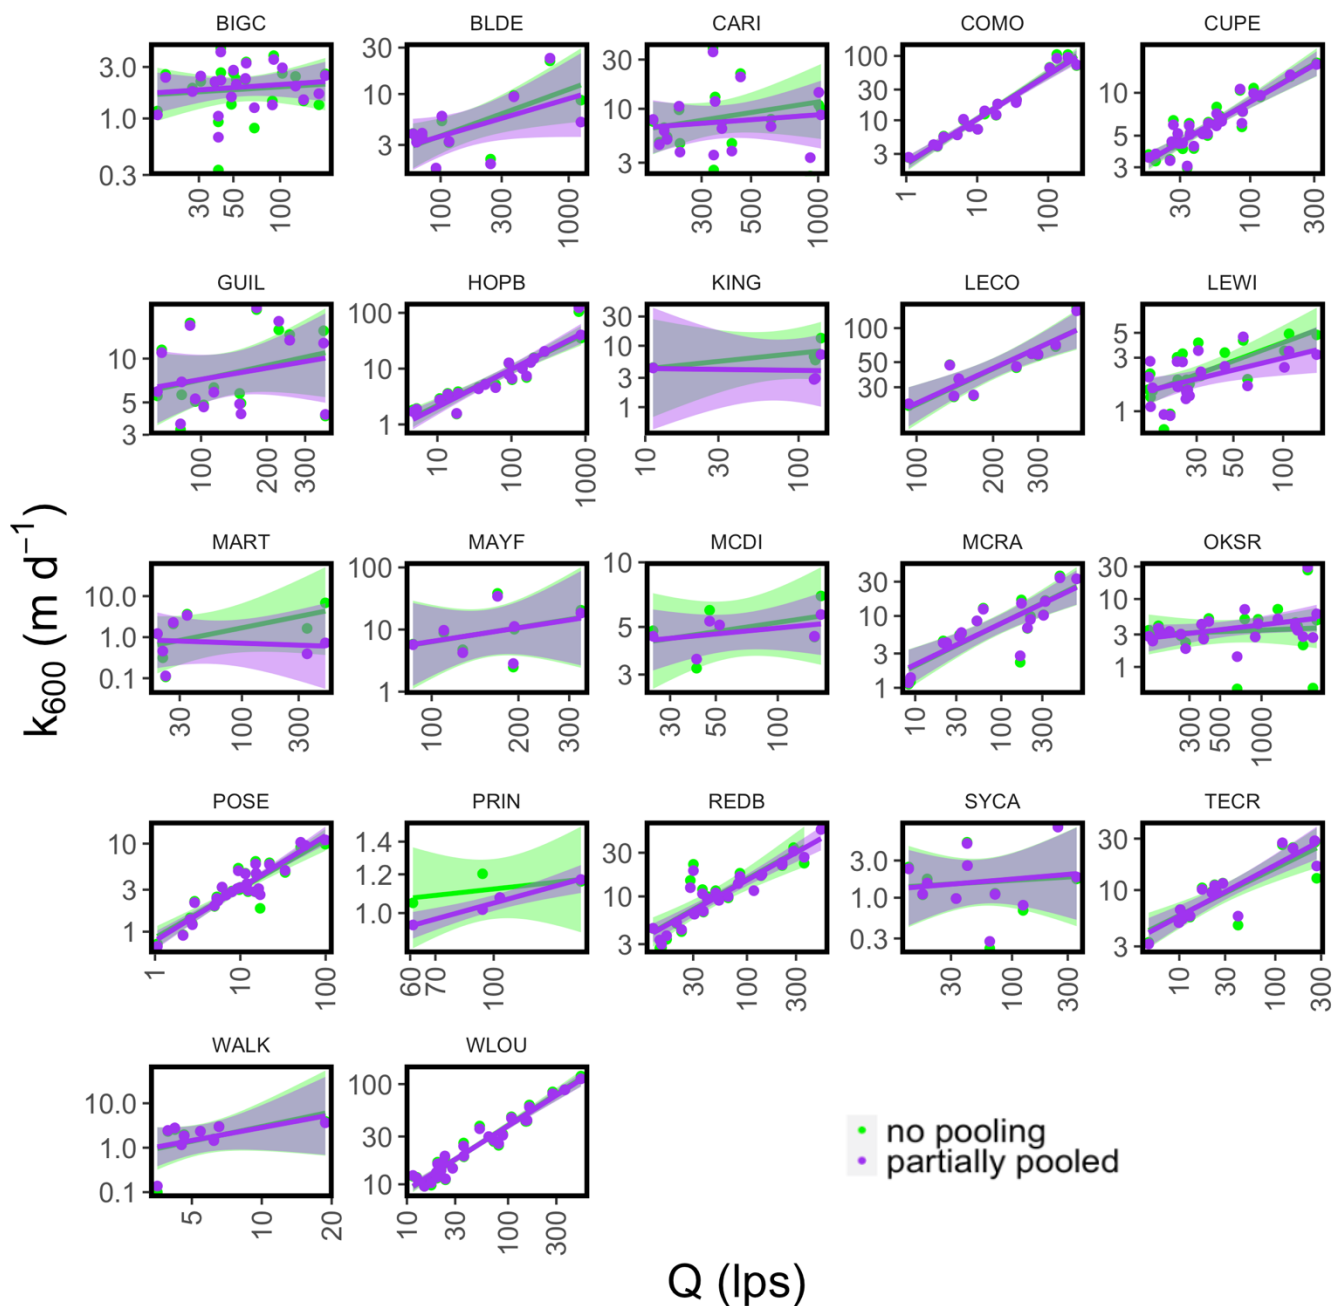 BIGC BLDE CARI COMO CUPE
3.0 1.0 0.3
30 50 100
30 10 3
100 300 1000
30 10 3
300 500 1000
100 30 10 3
1 10 100
10 5 3
30 100 300
GUIL HOPB KING LECO LEWI
10 5 3
100 200 300
100 10 1
10 100 1000
30 10 3 1
10 30 100
100 50 30
100 200 300
5 3 1
30 50 100
MART MAYF MCDI MCRA OKSR
10.0 1.0 0.1
30 100 300
100 10 1
100 200 300
10 5 3
30 50 100
30 10 3 1
10 30 100 300
30 10 3 1
300 500 1000
POSE PRIN REDB SYCA TECR
10 3 1
1 10 100
1.4 1.2 1.0
60 70 100
30 10 3
30 100 300
3.0 1.0 0.3
30 100 300
30 10 3
10 30 100 300
WALK WLOU
10.0 1.0 0.1
5 10 20
100 30 10
10 30 100 300
k600 (m d−1)
Q (lps)
no pooling
partially pooled